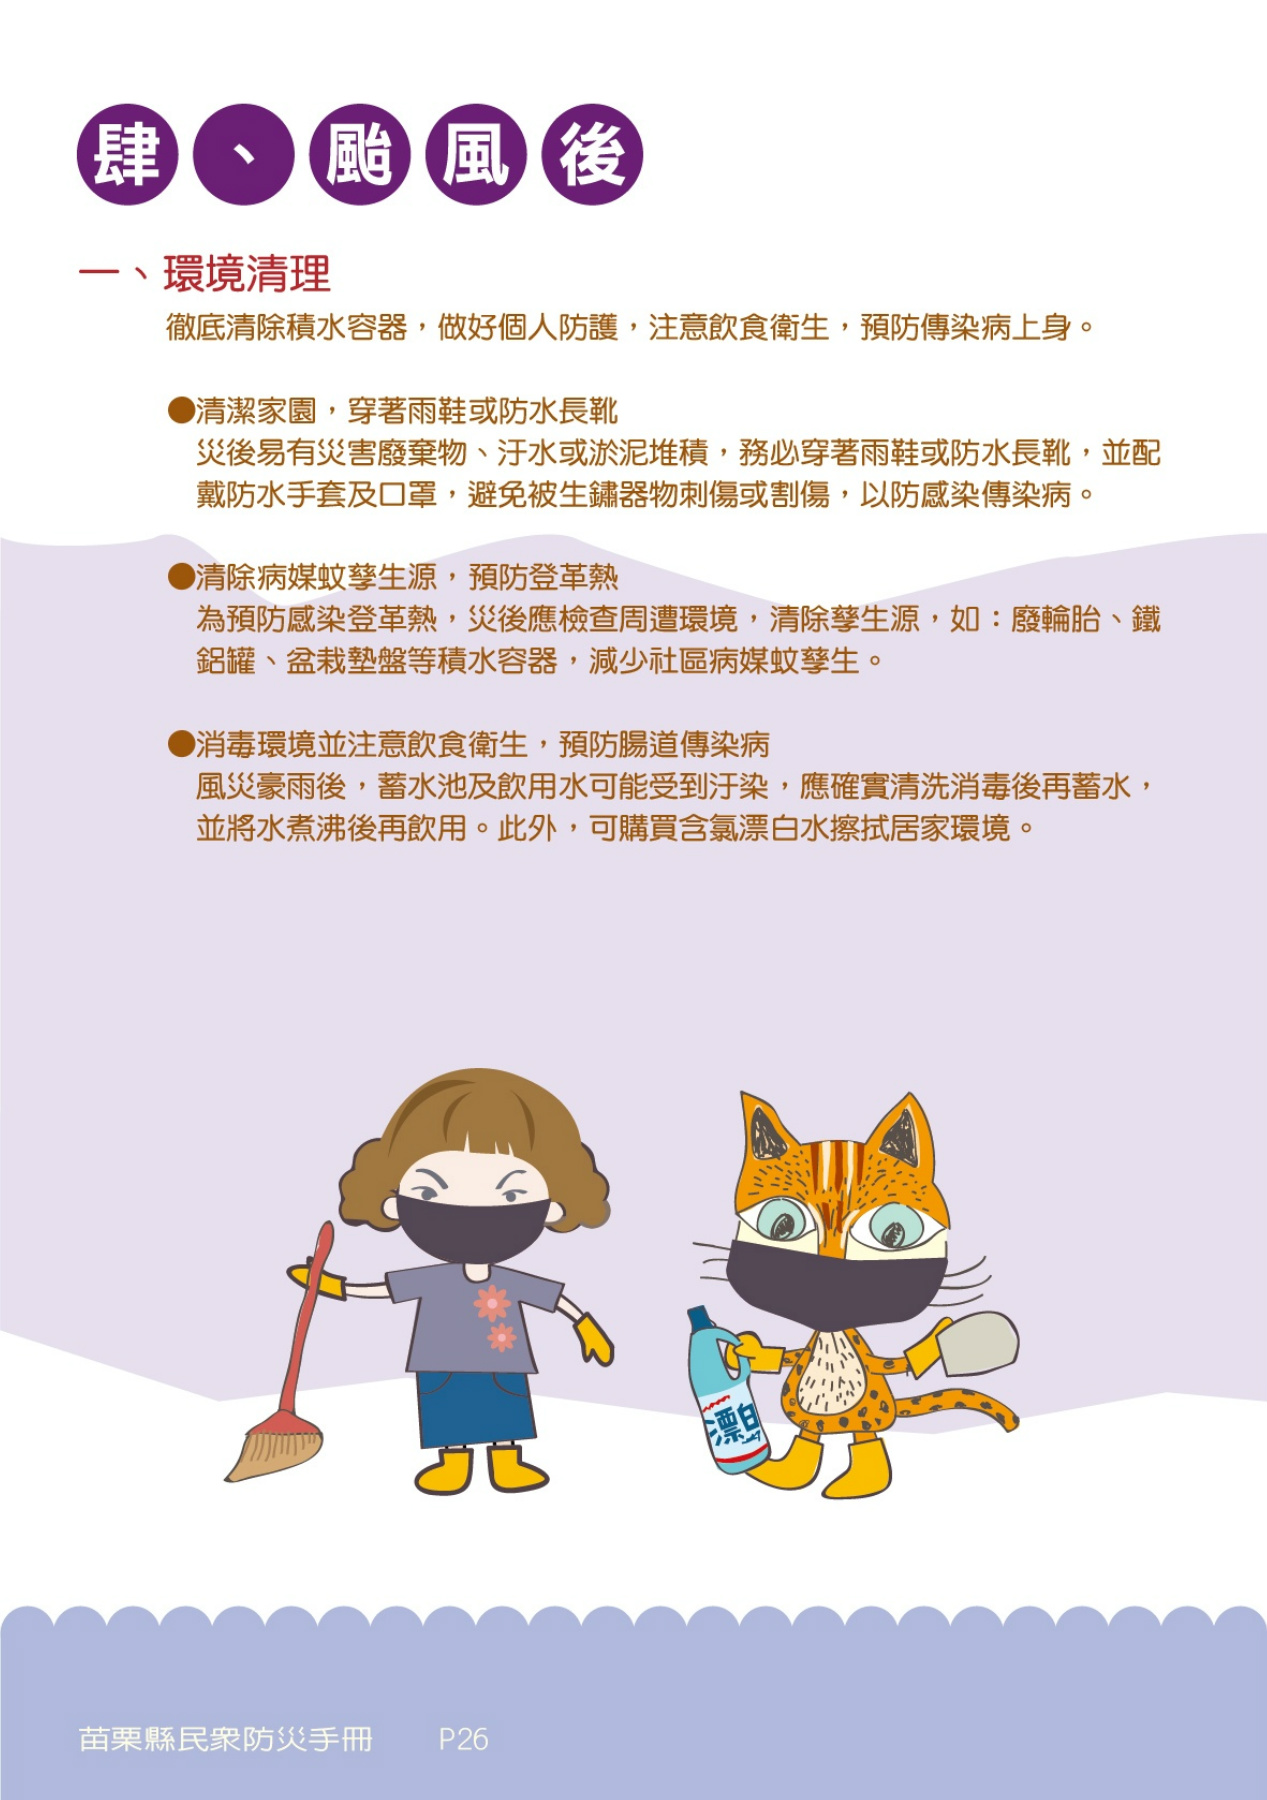 肆、颱風後
一、環境清理
徹底清除積水容器，做好個人防護，注意飲食衛生，預防傳染病上身。
●清潔家園，穿著雨鞋或防水長靴
災後易有災害廢棄物、汙水或淤泥堆積，務必穿著雨鞋或防水長靴，並配
戴防水手套及口罩，避免被生鏽器物刺傷或割傷，以防感染傳染病。
●清除病媒蚊孳生源，預防登革熱
為預防感染登革熱，災後應檢查周遭環境，清除孳生源，如：廢輪胎、鐵
鋁罐、盆栽墊盤等積水容器，減少社區病媒蚊孳生。
●消毒環境並注意飲食衛生，預防腸道傳染病
風災豪雨後，蓄水池及飲用水可能受到汙染，應確實清洗消毒後再蓄水，
並將水煮沸後再飲用。此外，可購買含氯漂白水擦拭居家環境。
漂白
苗栗縣民眾防災手冊 P26